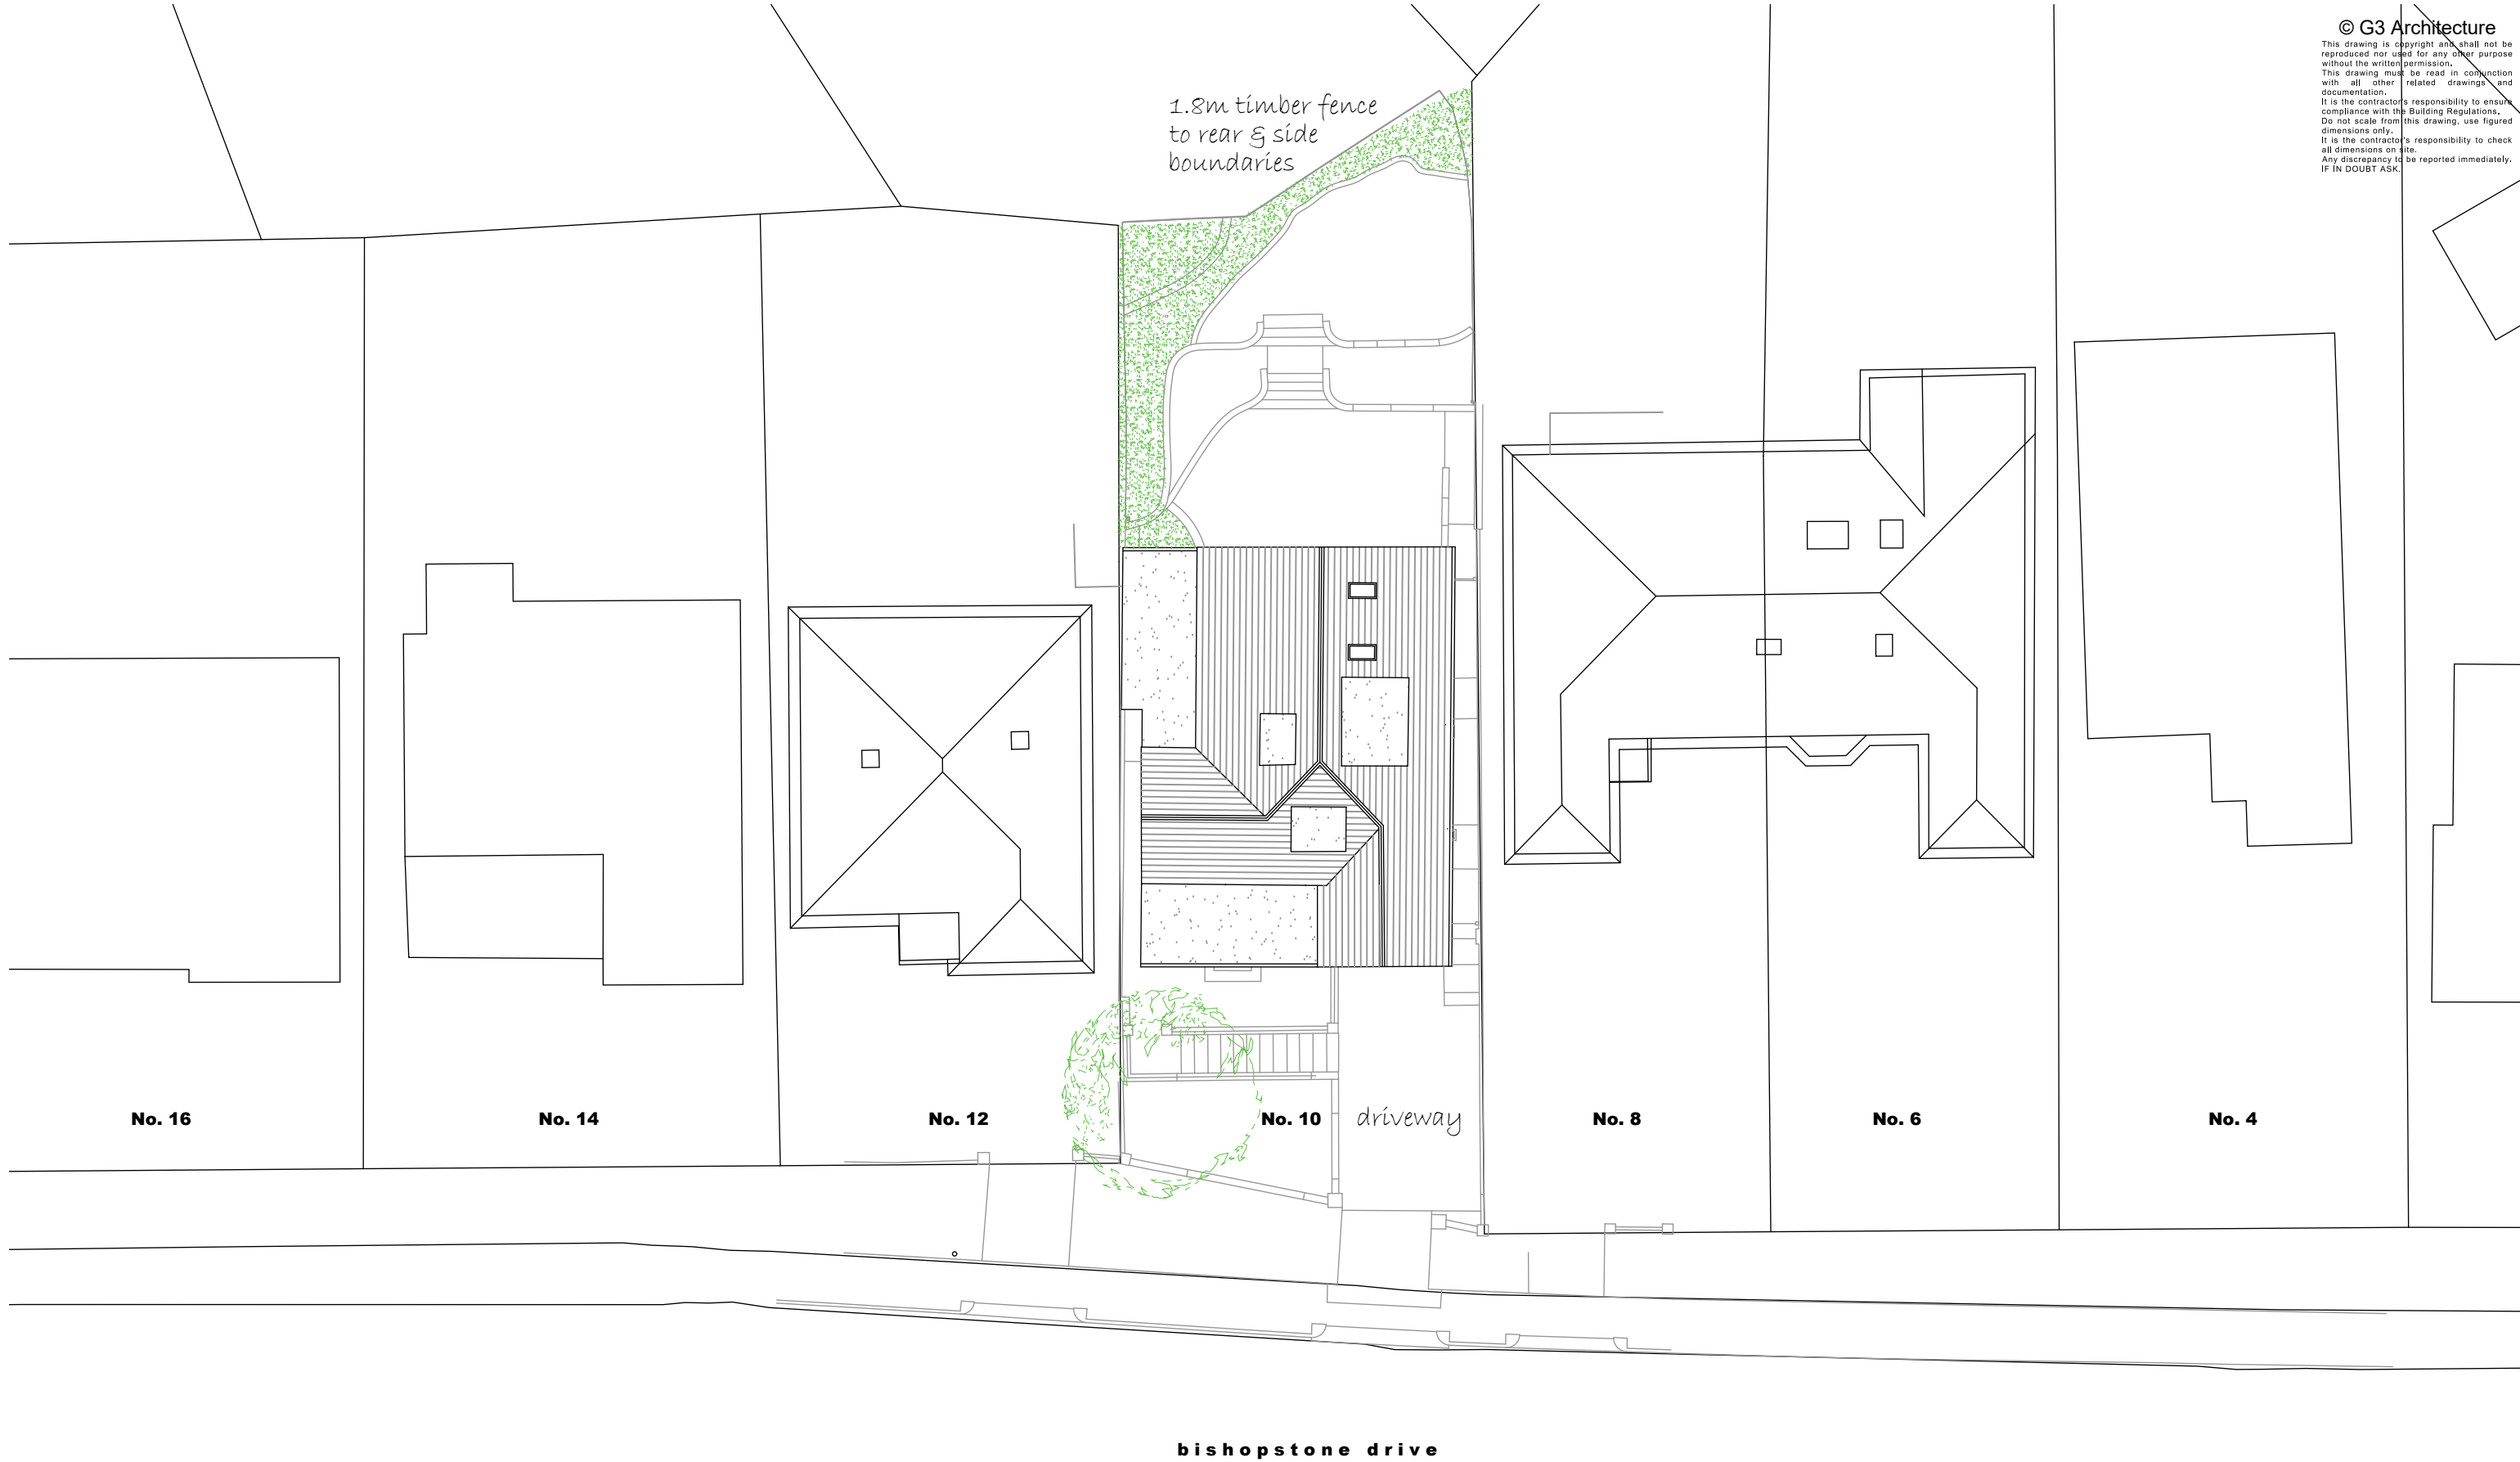 © G3 Architecture
This drawing is copyright and shall not be
reproduced nor used for any other purpose
without the written permission.
This drawing must be read in conjunction
with all other related drawings and
documentation.
It is the contractor's responsibility to ensure
compliance with the Building Regulations.
Do not scale from this drawing, use figured
dimensions only.
It is the contractor's responsibility to check
all dimensions on site.
Any discrepancy to be reported immediately.
IF IN DOUBT ASK.
1.8m timber fence
to rear & side
boundaries
No. 16
No. 14
No. 12
No. 10
driveway
No. 8
No. 6
No. 4
bishopstone drive